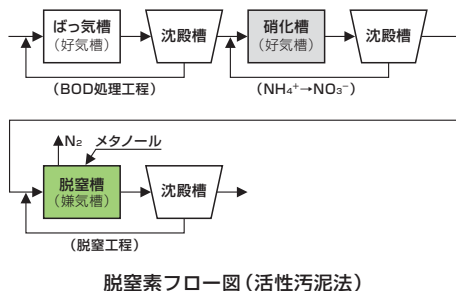 ばっ気槽
(好気槽)
沈殿槽
硝化槽
(好気槽)
沈殿槽
(BOD処理工程)
(NH₄⁺→NO₃⁻)
N₂
メタノール
脱窒槽
(嫌気槽)
沈殿槽
(脱窒工程)
脱窒素フロー図(活性汚泥法)